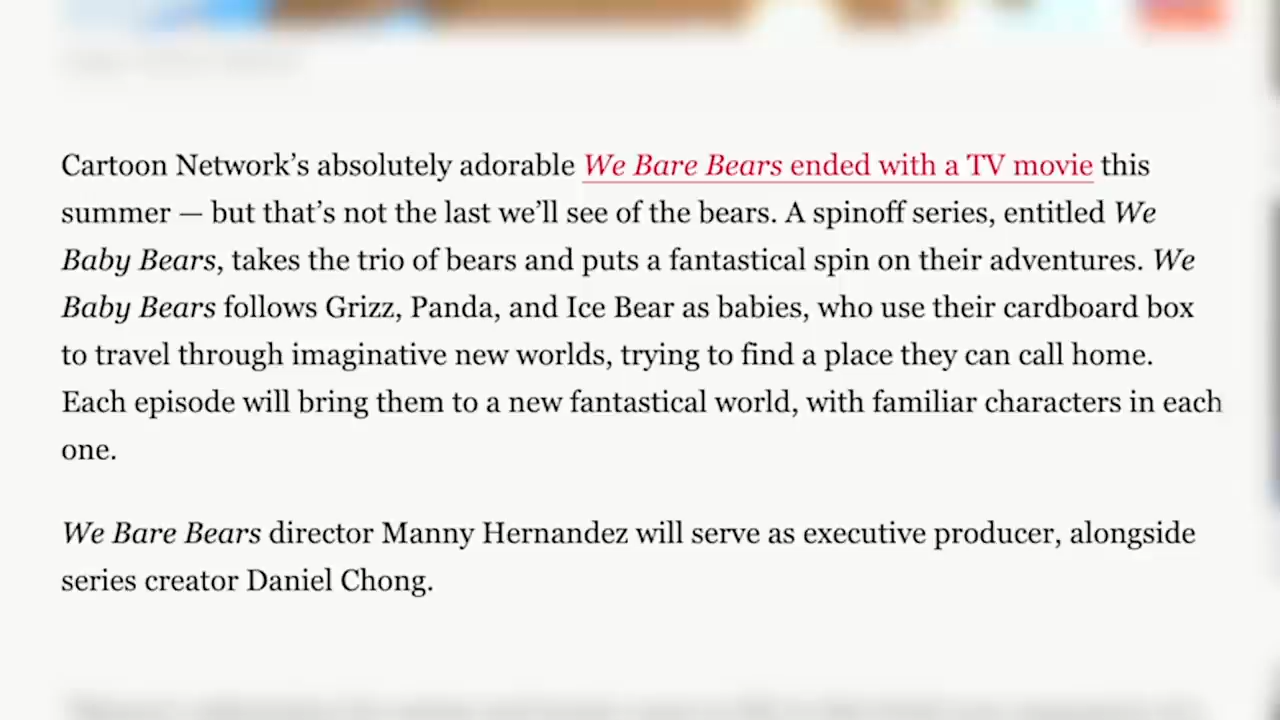 Cartoon Network’s absolutely adorable We Bare Bears ended with a TV movie this
summer — but that’s not the last we’ll see of the bears. A spinoff series, entitled We
Baby Bears, takes the trio of bears and puts a fantastical spin on their adventures. We
Baby Bears follows Grizz, Panda, and Ice Bear as babies, who use their cardboard box
to travel through imaginative new worlds, trying to find a place they can call home.
Each episode will bring them to a new fantastical world, with familiar characters in each
one.
We Bare Bears director Manny Hernandez will serve as executive producer, alongside
series creator Daniel Chong.